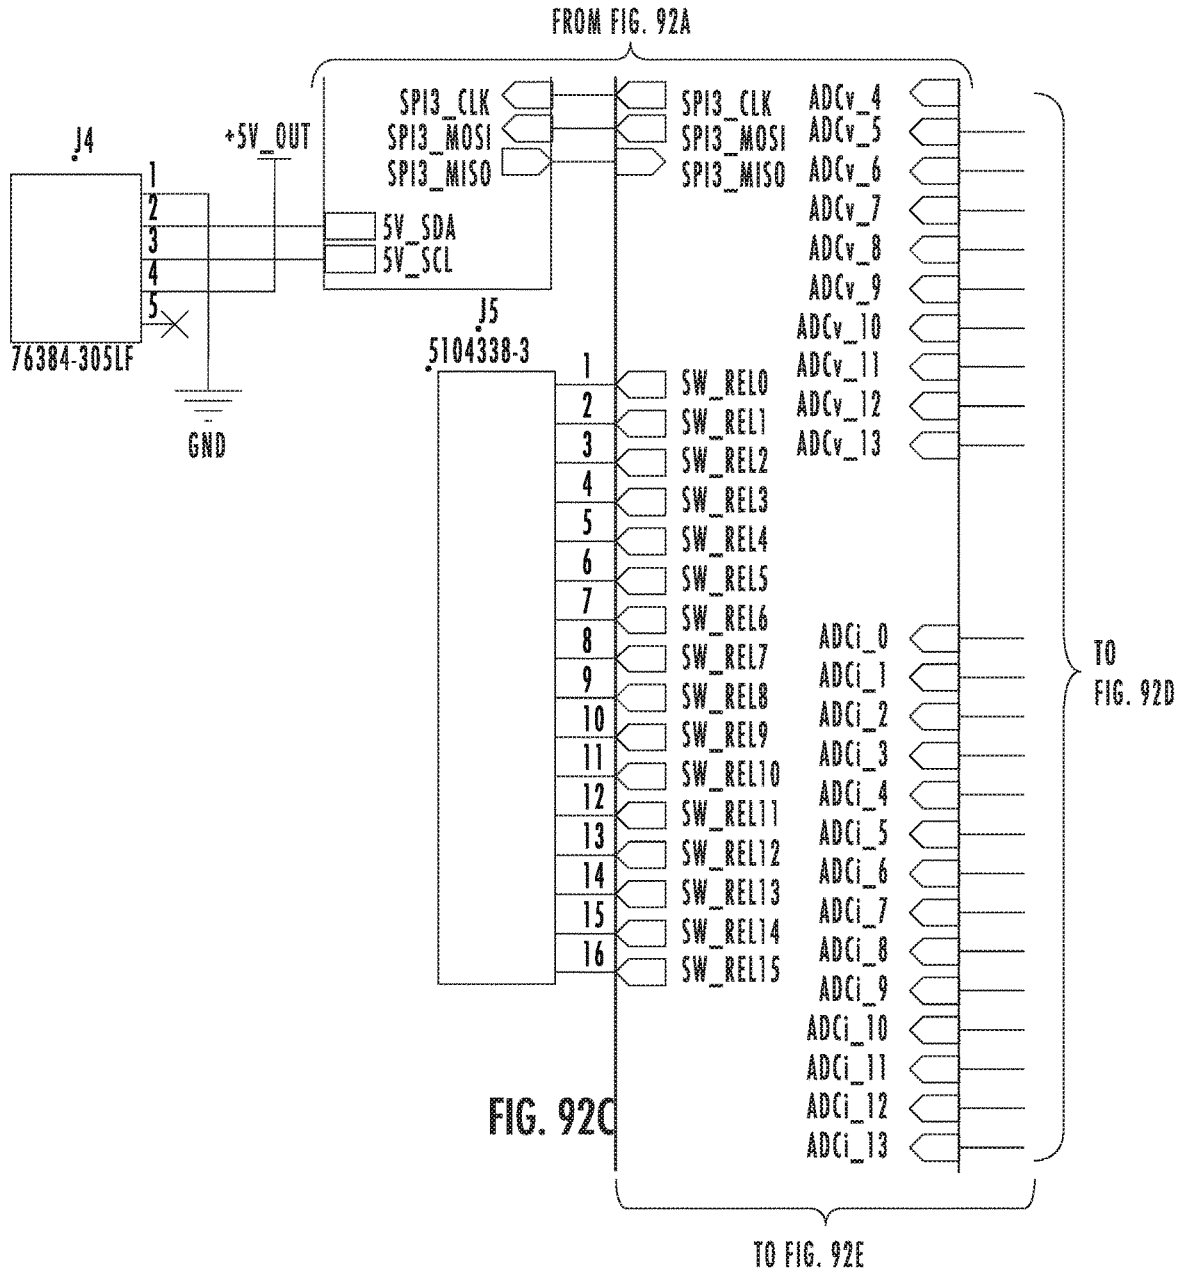 FROM FIG. 92A
SPI3_CLK
SPI3_MOSI
SPI3_MISO
SPI3_CLK
SPI3_MOSI
SPI3_MISO
J4
+5V_OUT
1
2
3
4
5
76384-305LF
5V_SDA
5V_SCL
GND
J5
5104338-3
1 SW_REL0
2 SW_REL1
3 SW_REL2
4 SW_REL3
5 SW_REL4
6 SW_REL5
7 SW_REL6
8 SW_REL7
9 SW_REL8
10 SW_REL9
11 SW_REL10
12 SW_REL11
13 SW_REL12
14 SW_REL13
15 SW_REL14
16 SW_REL15
ADCv_4
ADCv_5
ADCv_6
ADCv_7
ADCv_8
ADCv_9
ADCv_10
ADCv_11
ADCv_12
ADCv_13
ADCi_0
ADCi_1
ADCi_2
ADCi_3
ADCi_4
ADCi_5
ADCi_6
ADCi_7
ADCi_8
ADCi_9
ADCi_10
ADCi_11
ADCi_12
ADCi_13
TO
FIG. 92D
FIG. 92C
TO FIG. 92E